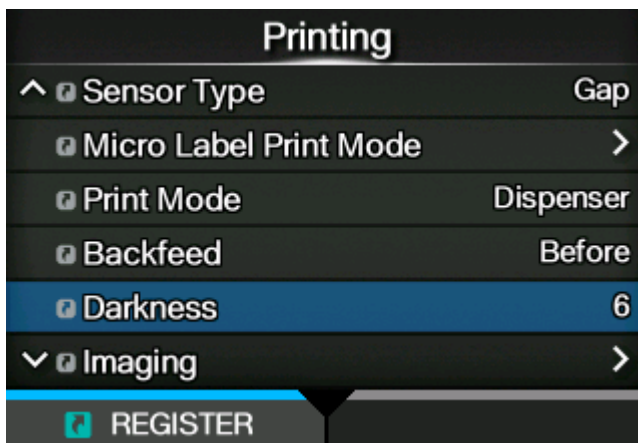 Printing
Sensor Type Gap
Micro Label Print Mode
Print Mode Dispenser
Backfeed Before
Darkness 6
Imaging
REGISTER